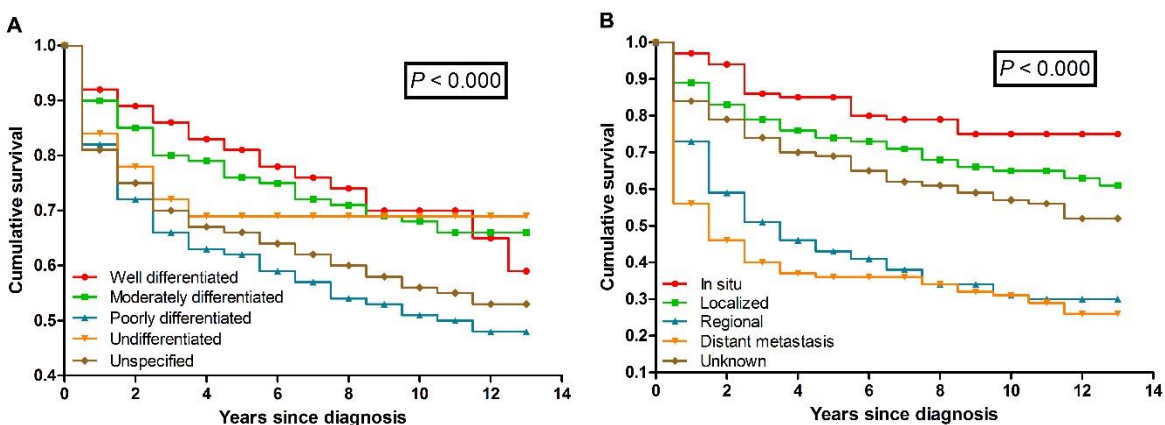 A
P < 0.000
1.0
0.9
0.8
0.7
0.6
0.5
0.4
Cumulative survival
Well differentiated
Moderately differentiated
Poorly differentiated
Undifferentiated
Unspecified
0 2 4 6 8 10 12 14
Years since diagnosis
B
P < 0.000
1.0
0.9
0.8
0.7
0.6
0.5
0.4
0.3
0.2
0.1
Cumulative survival
In situ
Localized
Regional
Distant metastasis
Unknown
0 2 4 6 8 10 12 14
Years since diagnosis